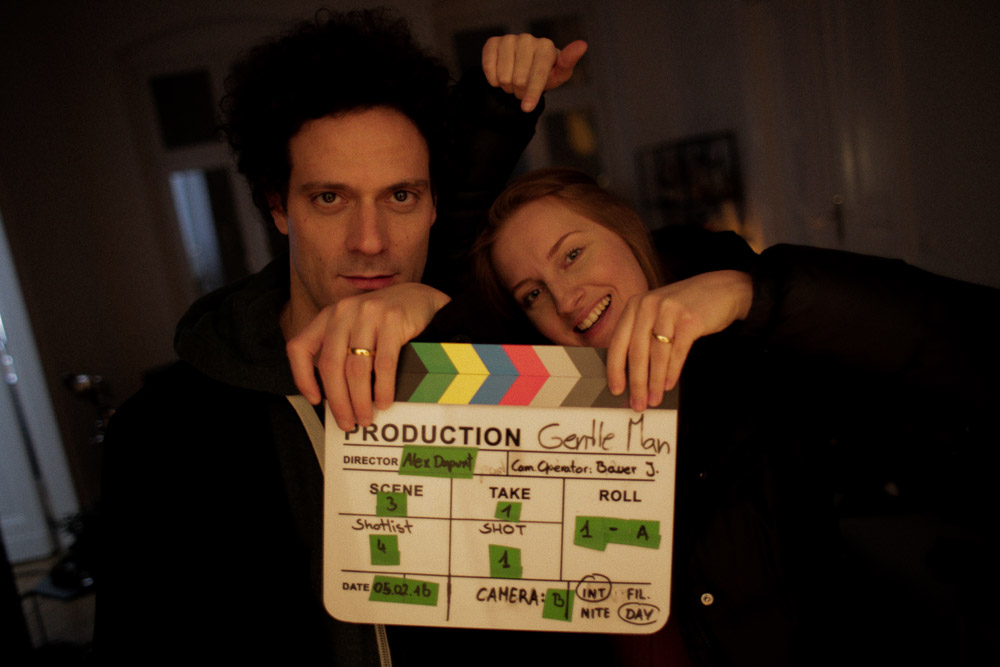 PRODUCTION Gentle Man
DIRECTOR Alex Dopunt Cam.Operator: Bauer J.
SCENE TAKE ROLL
3 1 1 - A
Shotlist SHOT
4 1
DATE 05.02.16 CAMERA: B INT FIL.
NITE DAY